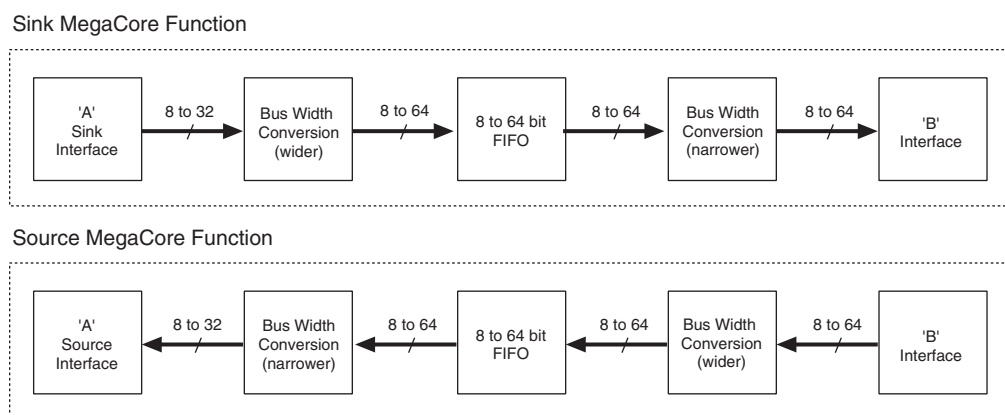 Sink MegaCore Function
'A'
Sink
Interface
8 to 32
Bus Width
Conversion
(wider)
8 to 64
8 to 64 bit
FIFO
8 to 64
Bus Width
Conversion
(narrower)
8 to 64
'B'
Interface
Source MegaCore Function
'A'
Source
Interface
8 to 32
Bus Width
Conversion
(narrower)
8 to 64
8 to 64 bit
FIFO
8 to 64
Bus Width
Conversion
(wider)
8 to 64
'B'
Interface